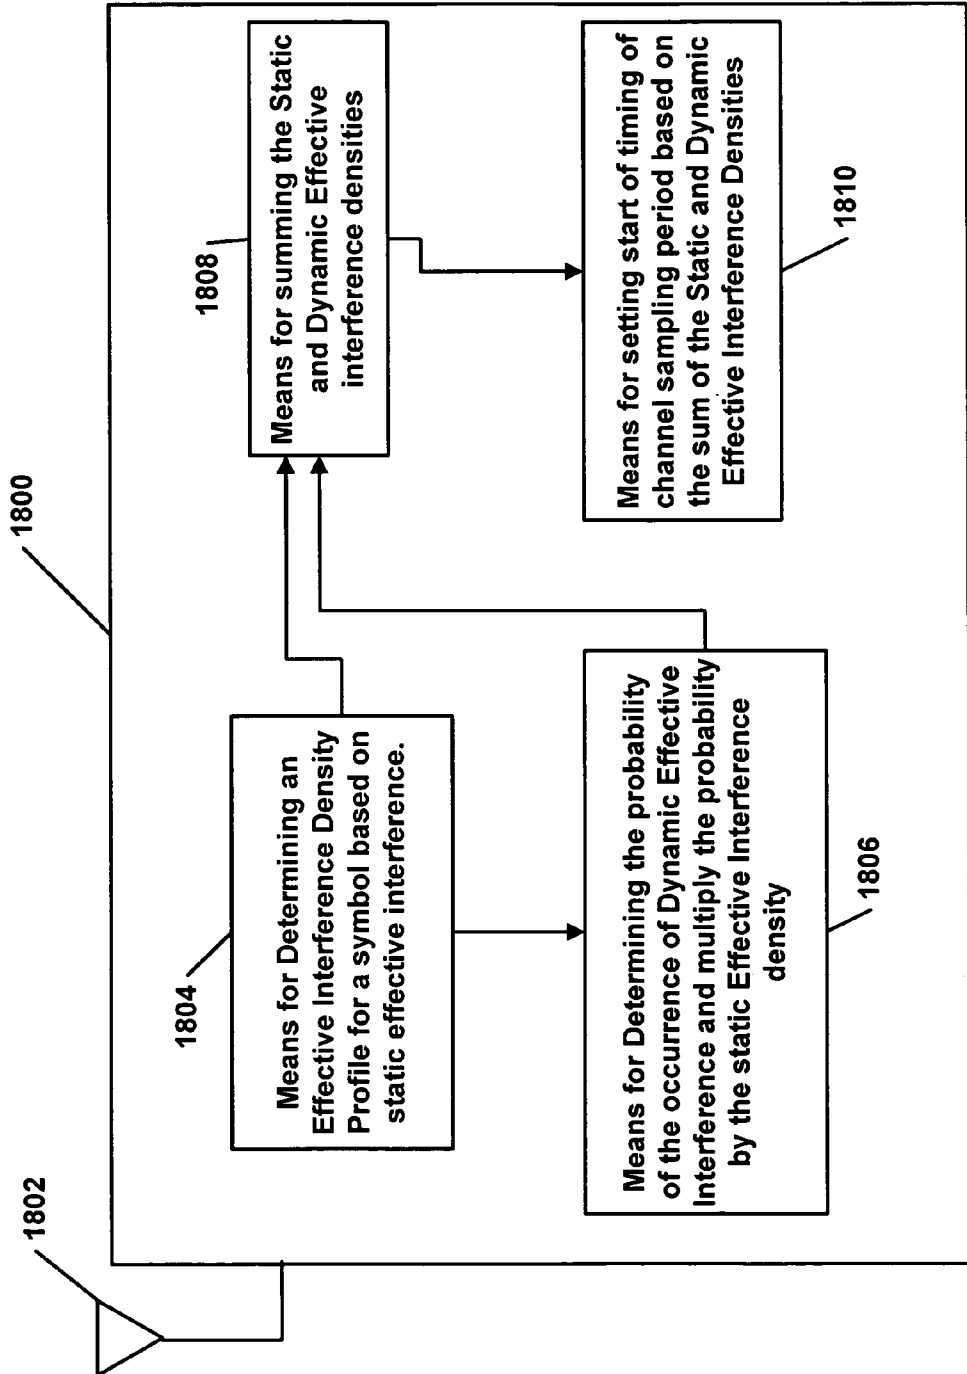 1800
1802
1804
Means for Determining an
Effective Interference Density
Profile for a symbol based on
static effective interference.
1808
Means for summing the Static
and Dynamic Effective
interference densities
Means for Determining the probability
of the occurrence of Dynamic Effective
Interference and multiply the probability
by the static Effective Interference
density
1806
Means for setting start of timing of
channel sampling period based on
the sum of the Static and Dynamic
Effective Interference Densities
1810